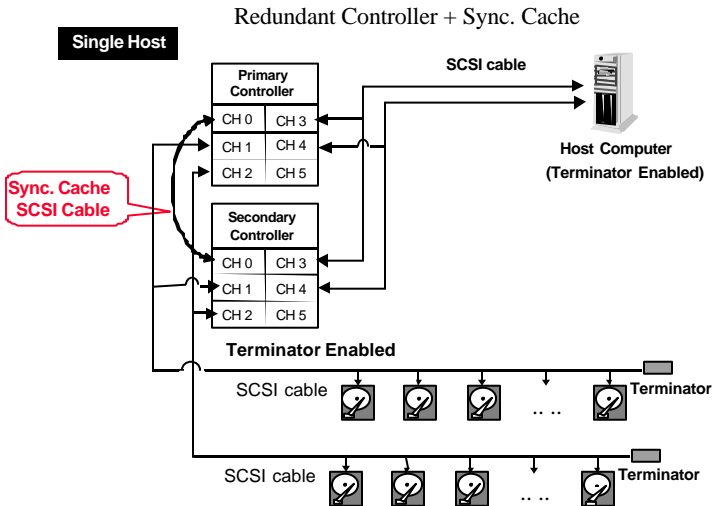 Redundant Controller + Sync. Cache
Single Host
SCSI cable
Primary
Controller
CH 0
CH 3
CH 1
CH 4
CH 2
CH 5
Host Computer
(Terminator Enabled)
Sync. Cache
SCSI Cable
Secondary
Controller
CH 0
CH 3
CH 1
CH 4
CH 2
CH 5
Terminator Enabled
SCSI cable
.. ..
Terminator
SCSI cable
.. ..
Terminator